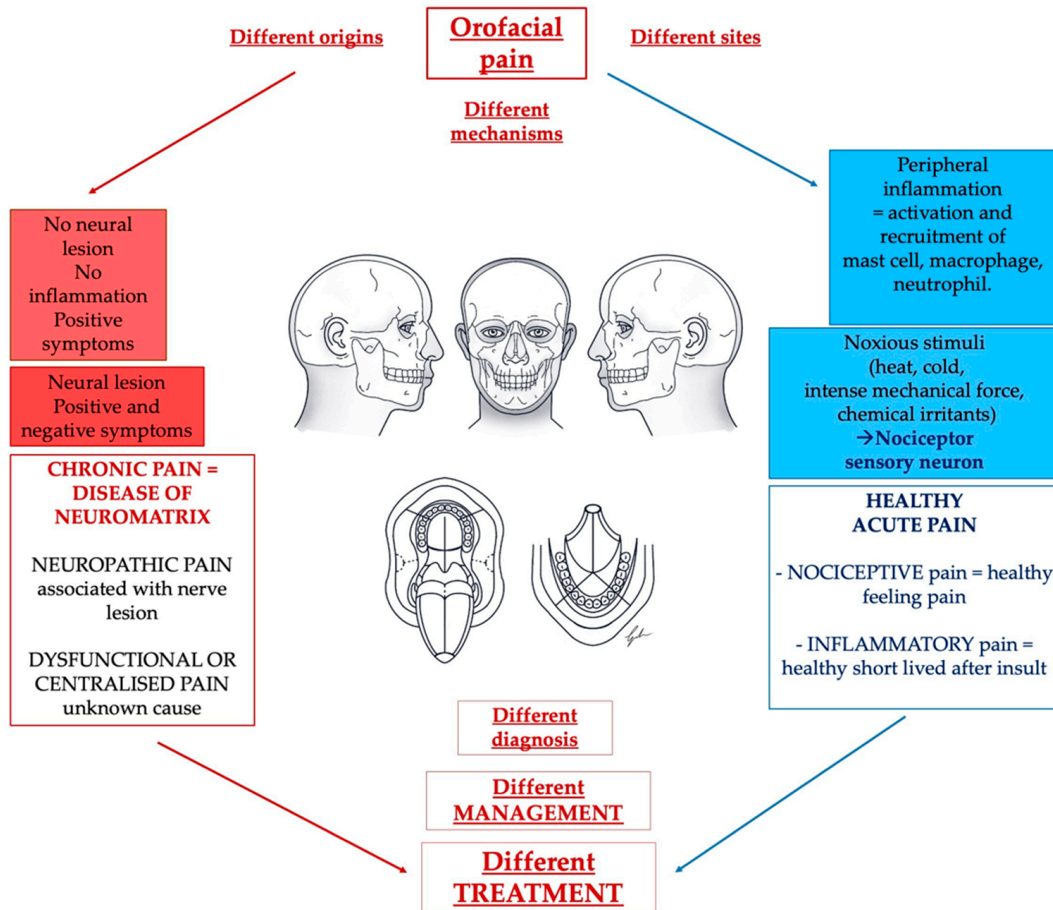 Different origins
Orofacial
pain
Different sites
Different
mechanisms
No neural
lesion
No
inflammation
Positive
symptoms
Neural lesion
Positive and
negative symptoms
CHRONIC PAIN =
DISEASE OF
NEUROMATRIX
NEUROPATHIC PAIN
associated with nerve
lesion
DYSFUNCTIONAL OR
CENTRALISED PAIN
unknown cause
Peripheral
inflammation
= activation and
recruitment of
mast cell, macrophage,
neutrophil.
Noxious stimuli
(heat, cold,
intense mechanical force,
chemical irritants)
→Nociceptor
sensory neuron
HEALTHY
ACUTE PAIN
- NOCICEPTIVE pain = healthy
feeling pain
- INFLAMMATORY pain =
healthy short lived after insult
Different
diagnosis
Different
MANAGEMENT
Different
TREATMENT